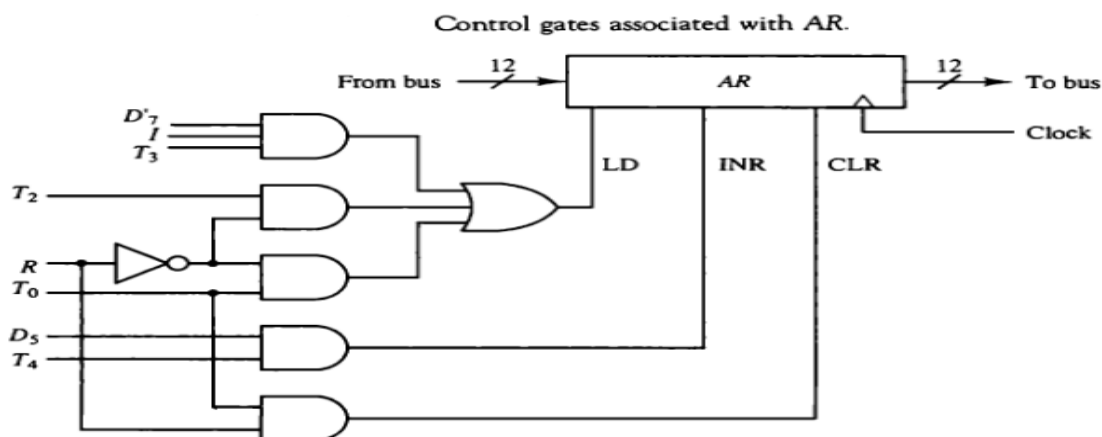 Control gates associated with AR.
From bus
12
AR
12
To bus
Clock
LD
INR
CLR
D'₇
I
T₃
T₂
R
T₀
D₅
T₄